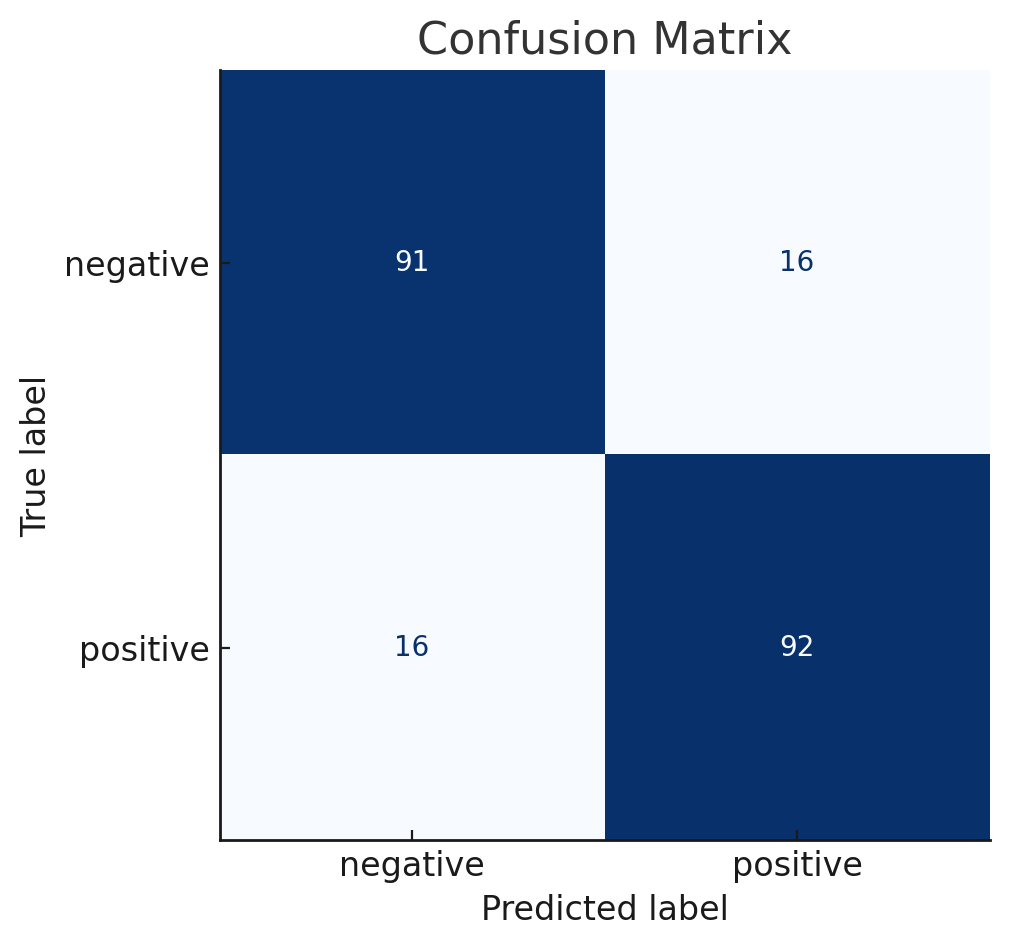 Confusion Matrix
True label
negative
91
16
positive
16
92
negative
positive
Predicted label